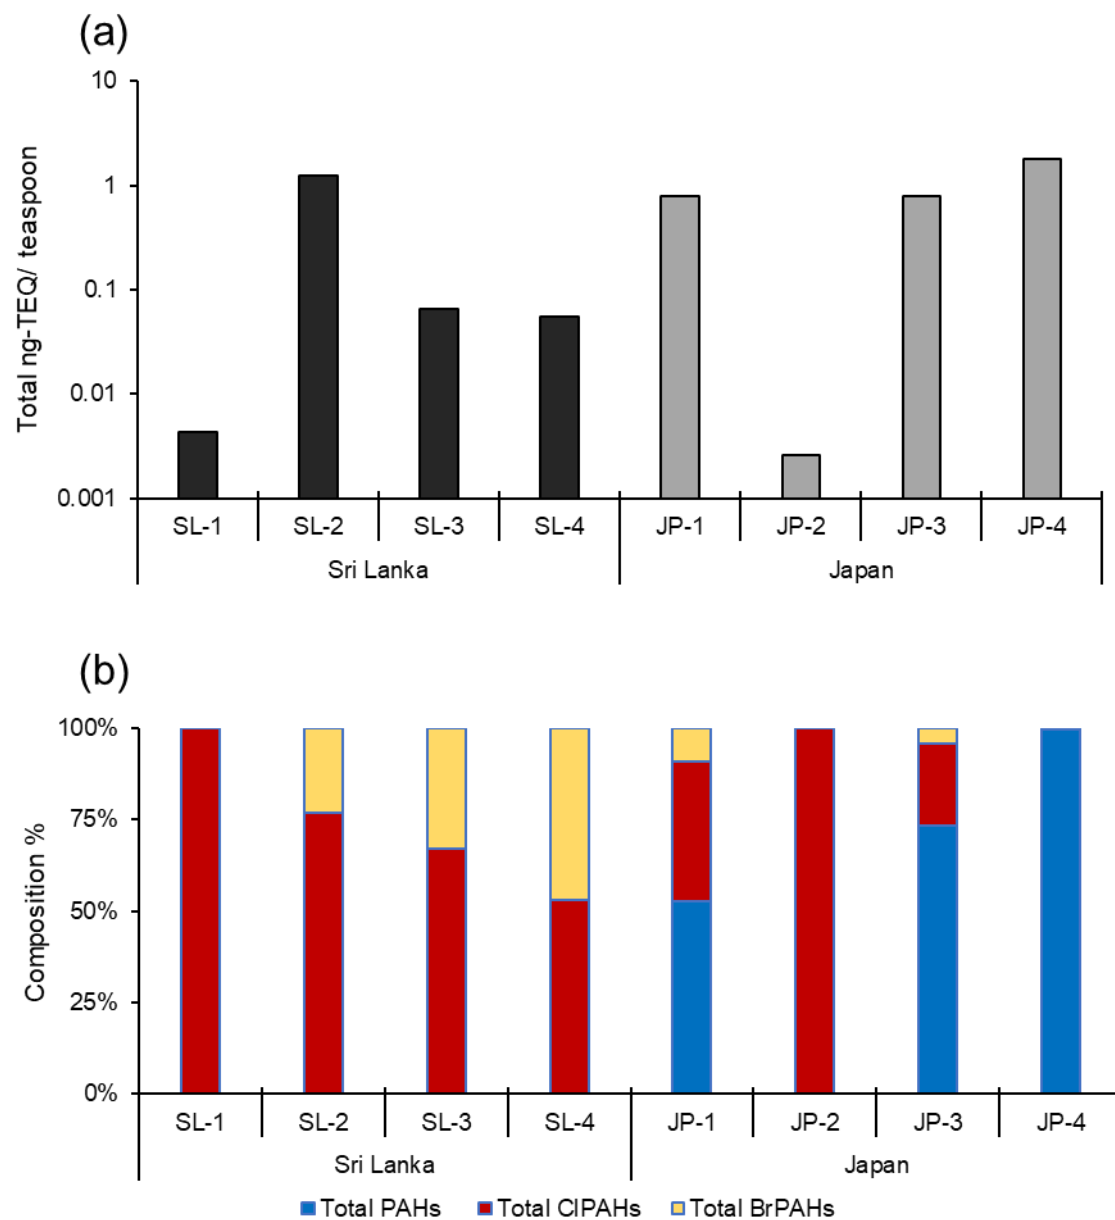 (a)
Total ng-TEQ/ teaspoon
10
1
0.1
0.01
0.001
SL-1 SL-2 SL-3 SL-4 JP-1 JP-2 JP-3 JP-4
Sri Lanka Japan
(b)
Composition %
100%
75%
50%
25%
0%
SL-1 SL-2 SL-3 SL-4 JP-1 JP-2 JP-3 JP-4
Sri Lanka Japan
Total PAHs Total ClPAHs Total BrPAHs